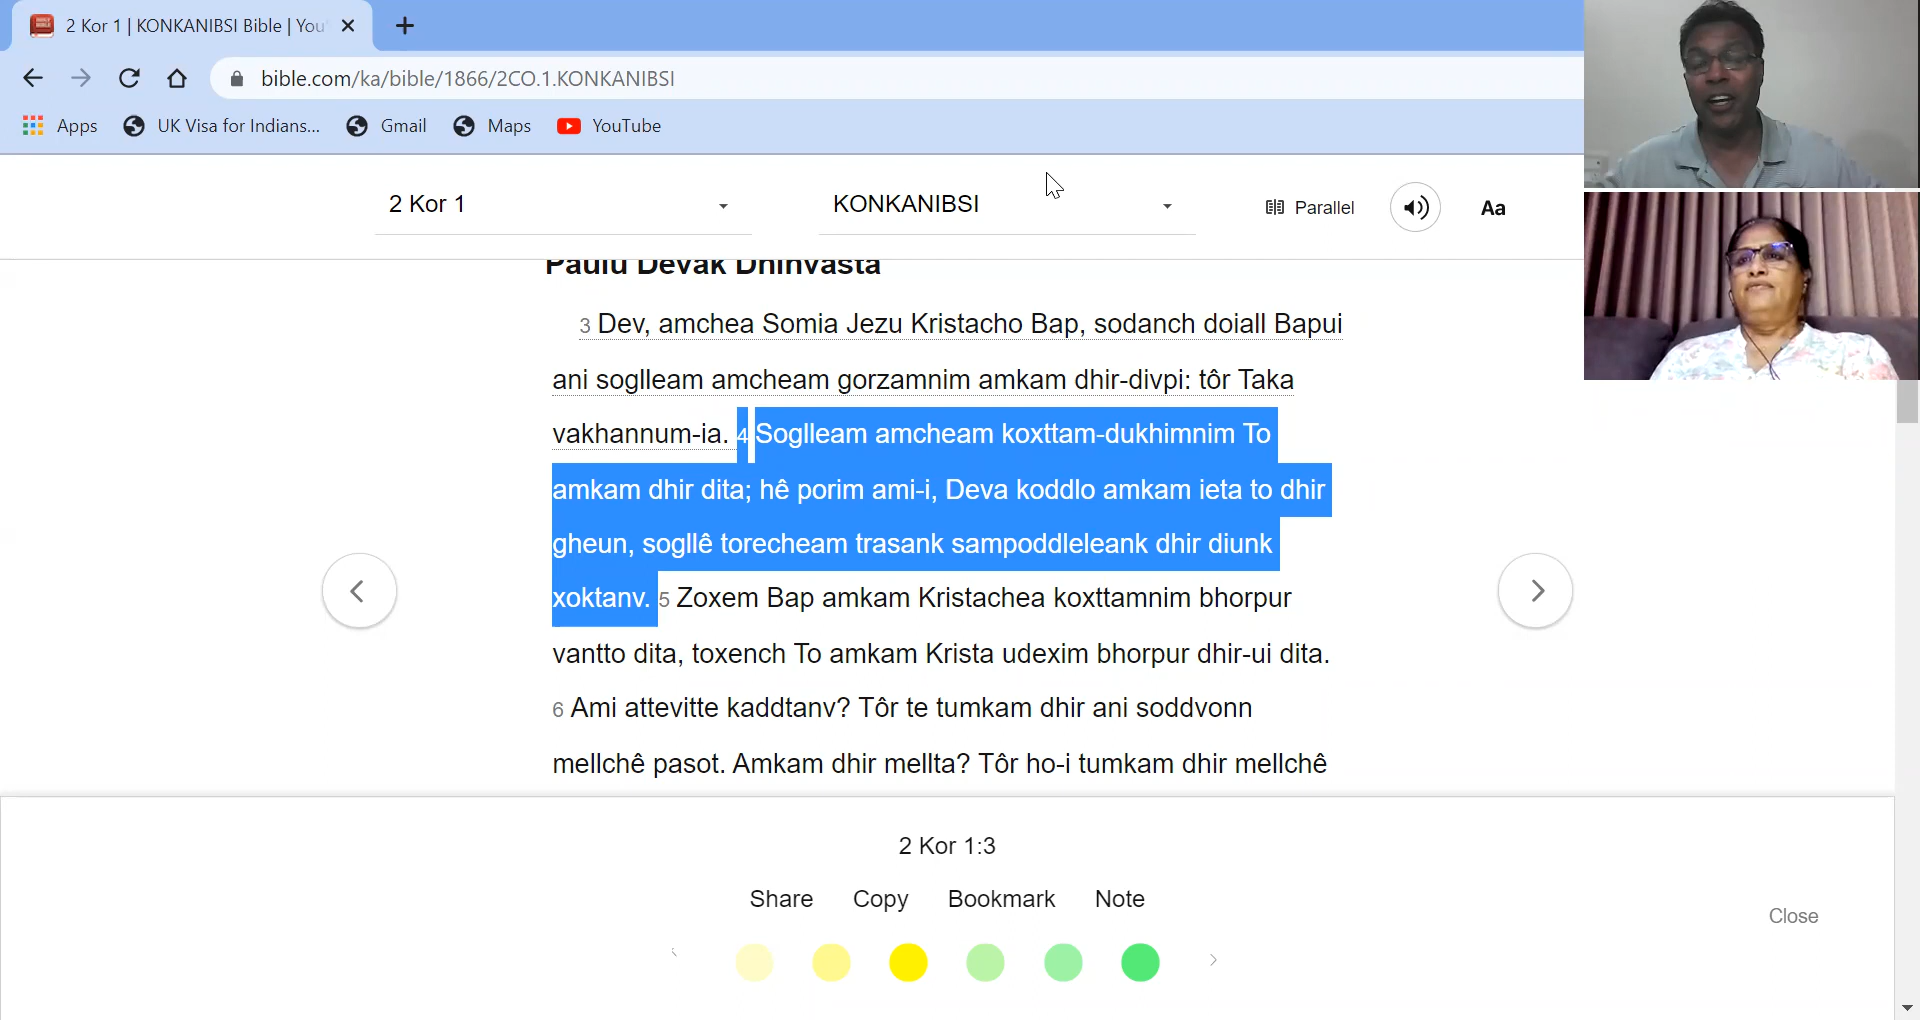 2 Kor 1 | KONKANIBSI Bible | You
bible.com/ka/bible/1866/2CO.1.KONKANIBSI
Apps UK Visa for Indians... Gmail Maps YouTube
2 Kor 1 KONKANIBSI Parallel Aa
Paulu Devak Dhinvasta
3 Dev, amchea Somia Jezu Kristacho Bap, sodanch doiall Bapui
ani soglleam amcheam gorzamnim amkam dhir-divpi: tôr Taka
vakhannum-ia. 4 Soglleam amcheam koxttam-dukhimnim To
amkam dhir dita; hê porim ami-i, Deva koddlo amkam ieta to dhir
gheun, sogllê torecheam trasank sampoddleleank dhir diunk
xoktanv. 5 Zoxem Bap amkam Kristachea koxttamnim bhorpur
vantto dita, toxench To amkam Krista udexim bhorpur dhir-ui dita.
6 Ami attevitte kaddtanv? Tôr te tumkam dhir ani soddvonn
mellchê pasot. Amkam dhir mellta? Tôr ho-i tumkam dhir mellchê
2 Kor 1:3
Share Copy Bookmark Note
Close